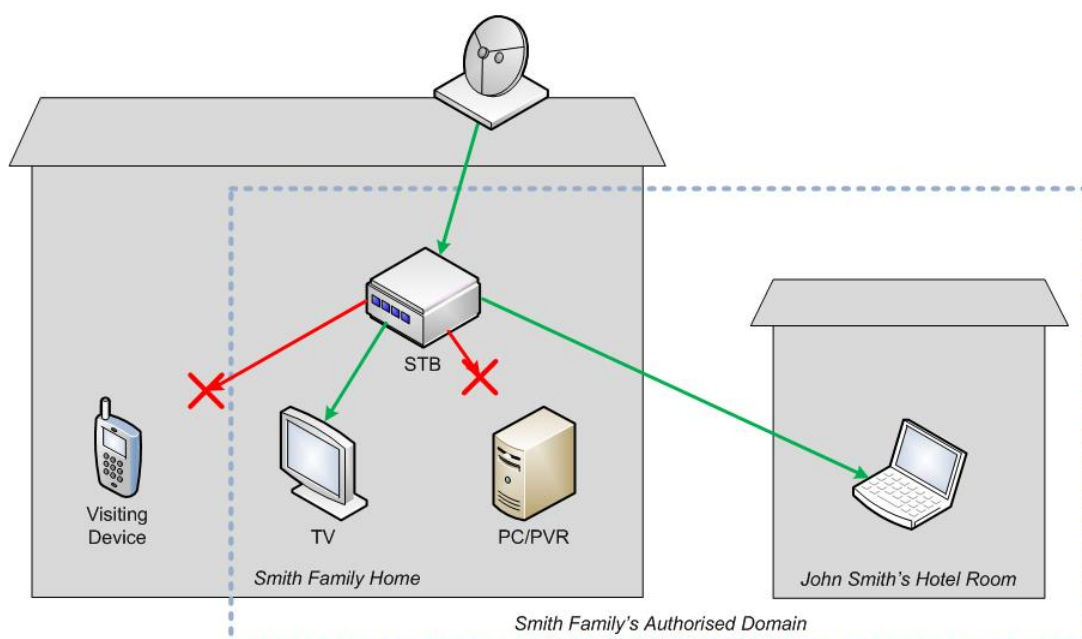 STB
Visiting
Device
TV
PC/PVR
Smith Family Home
John Smith's Hotel Room
Smith Family's Authorised Domain